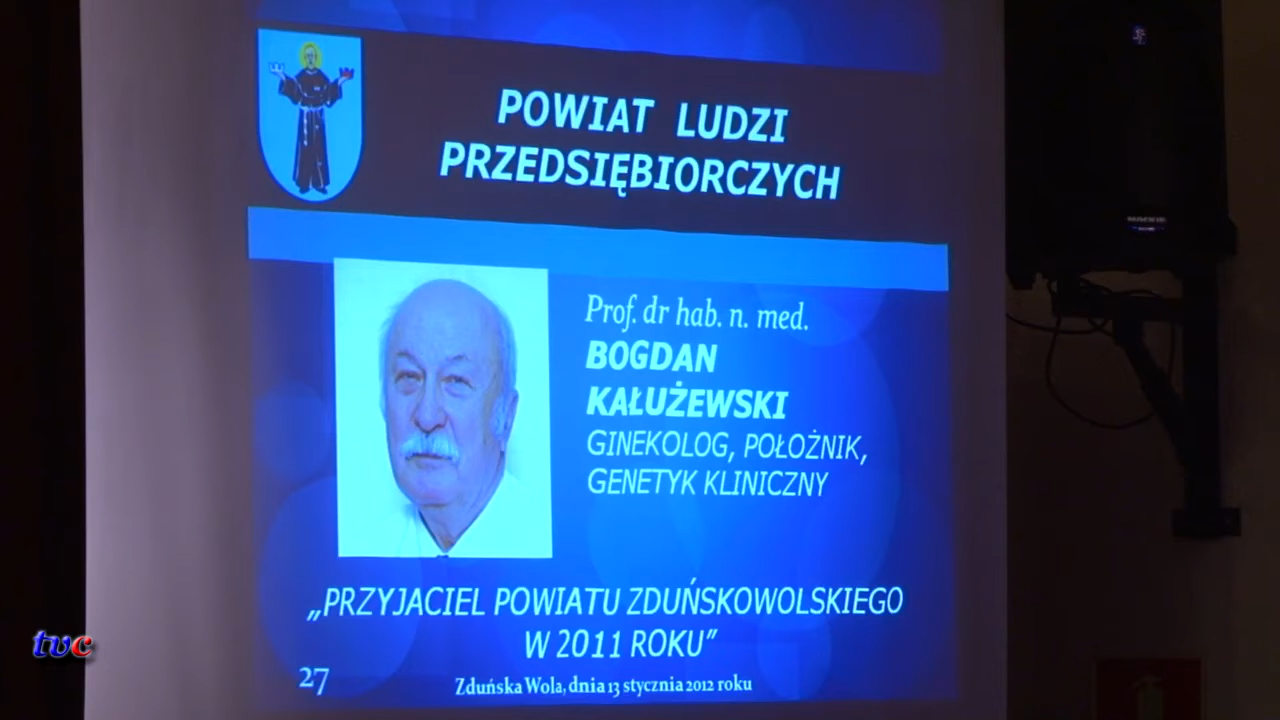 POWIAT LUDZI
PRZEDSIĘBIORCZYCH
Prof. dr hab. n. med.
BOGDAN
KAŁUŻEWSKI
GINEKOLOG, POŁOŻNIK,
GENETYK KLINICZNY
„PRZYJACIEL POWIATU ZDUŃSKOWOLSKIEGO
W 2011 ROKU”
27
Zduńska Wola, dnia 13 stycznia 2012 roku
tvc